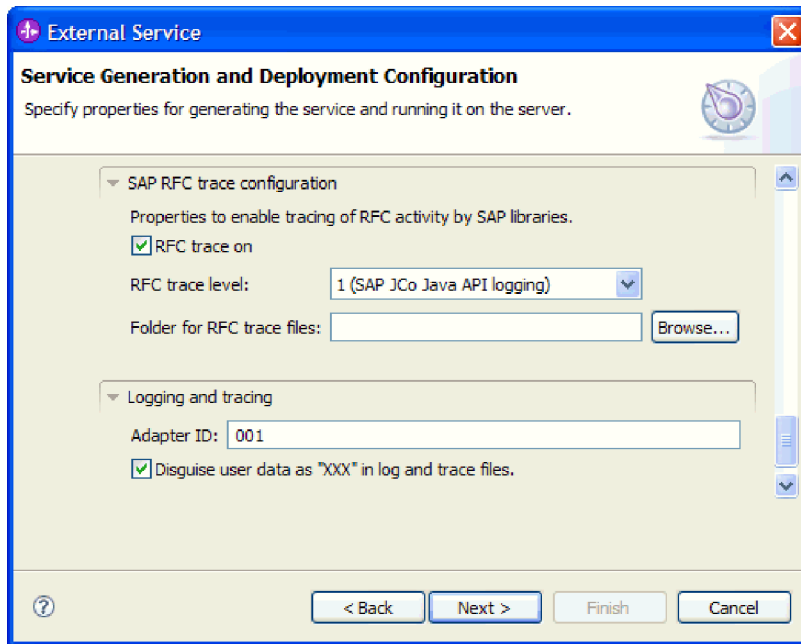 External Service
Service Generation and Deployment Configuration
Specify properties for generating the service and running it on the server.
SAP RFC trace configuration
Properties to enable tracing of RFC activity by SAP libraries.
RFC trace on
RFC trace level: 1 (SAP JCo Java API logging)
Folder for RFC trace files: Browse...
Logging and tracing
Adapter ID: 001
Disguise user data as "XXX" in log and trace files.
? < Back Next > Finish Cancel